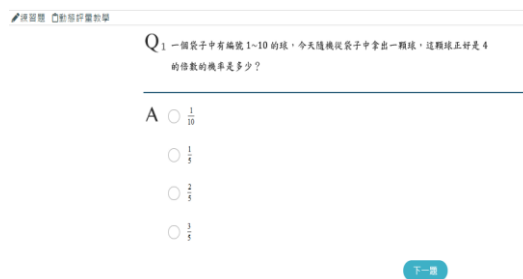 練習題 動態評量教學
Q1 一個袋子中有編號 1~10 的球，今天隨機從袋子中拿出一顆球，這顆球正好是 4
的倍數的機率是多少？
A 1/10
1/5
2/5
3/5
下一題